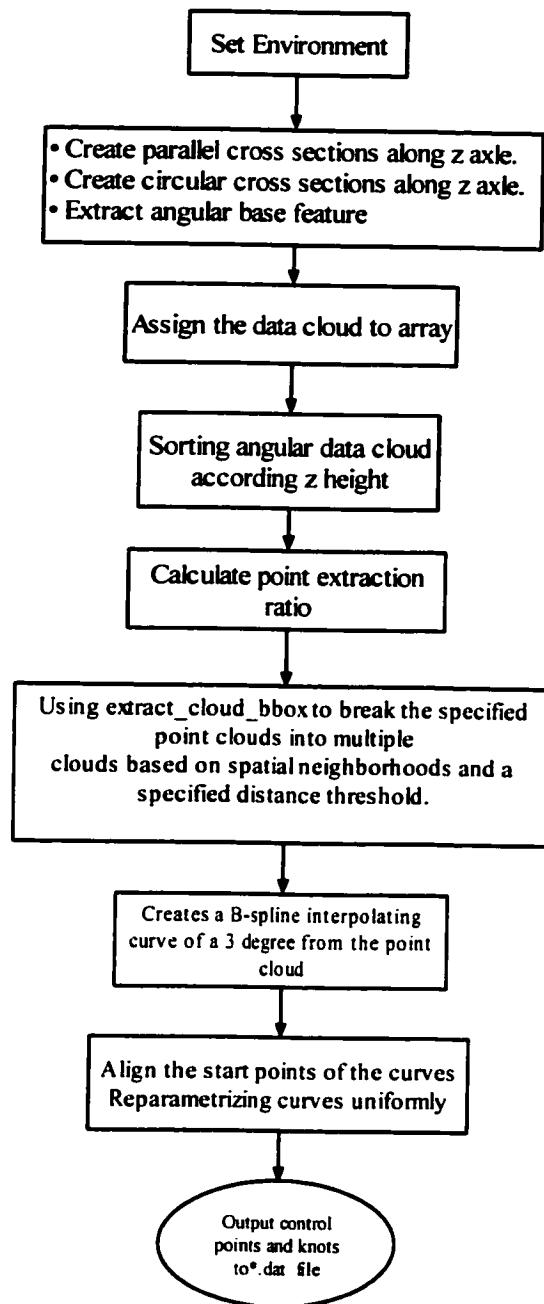 Set Environment
• Create parallel cross sections along z axle.
• Create circular cross sections along z axle.
• Extract angular base feature
Assign the data cloud to array
Sorting angular data cloud
according z height
Calculate point extraction
ratio
Using extract_cloud_bbox to break the specified
point clouds into multiple
clouds based on spatial neighborhoods and a
specified distance threshold.
Creates a B-spline interpolating
curve of a 3 degree from the point
cloud
Align the start points of the curves
Reparametrizing curves uniformly
Output control
points and knots
to*.dat file